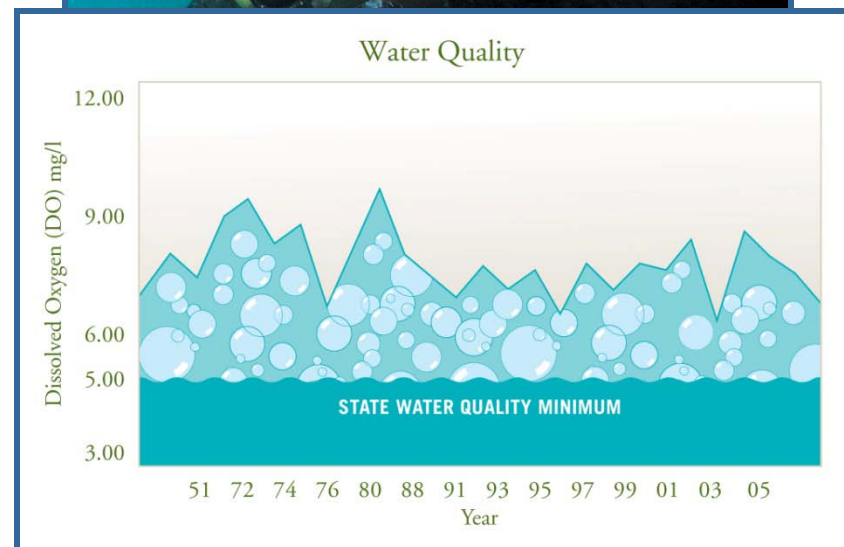 Water Quality
12.00
9.00
6.00
5.00
3.00
Dissolved Oxygen (DO) mg/l
STATE WATER QUALITY MINIMUM
51 72 74 76 80 88 91 93 95 97 99 01 03 05
Year